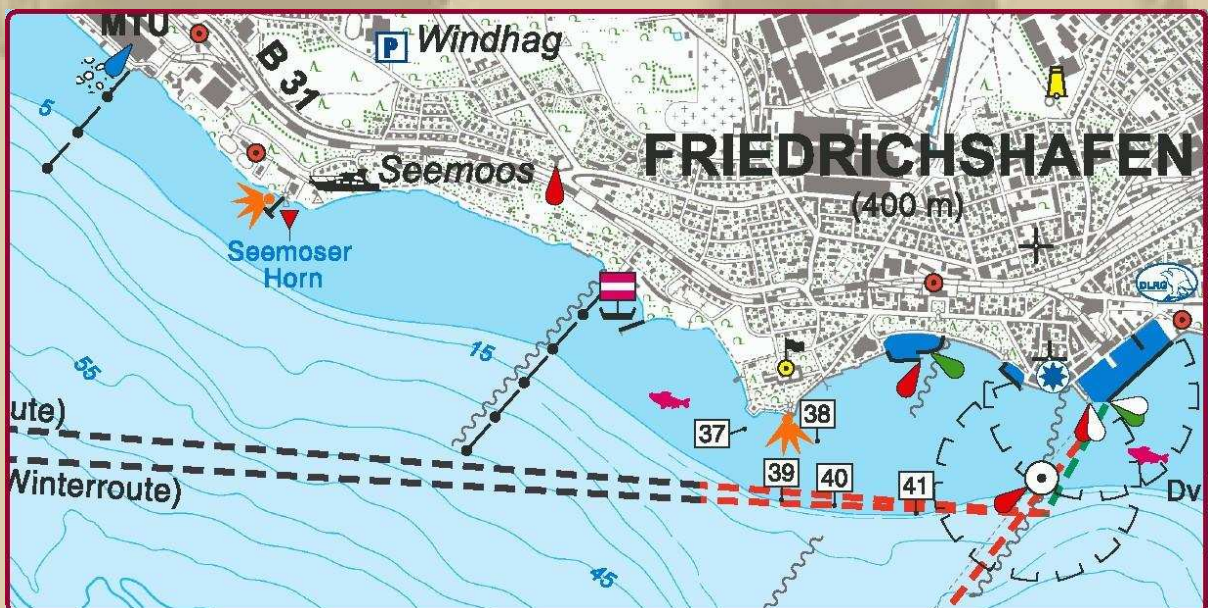 MTU
B 31
P
Windhag
5
FRIEDRICHSHAFEN
(400 m)
Seemoos
Seemoser
Horn
DLRG
15
55
37
38
39
40
41
ute)
Winterroute)
Dv
45